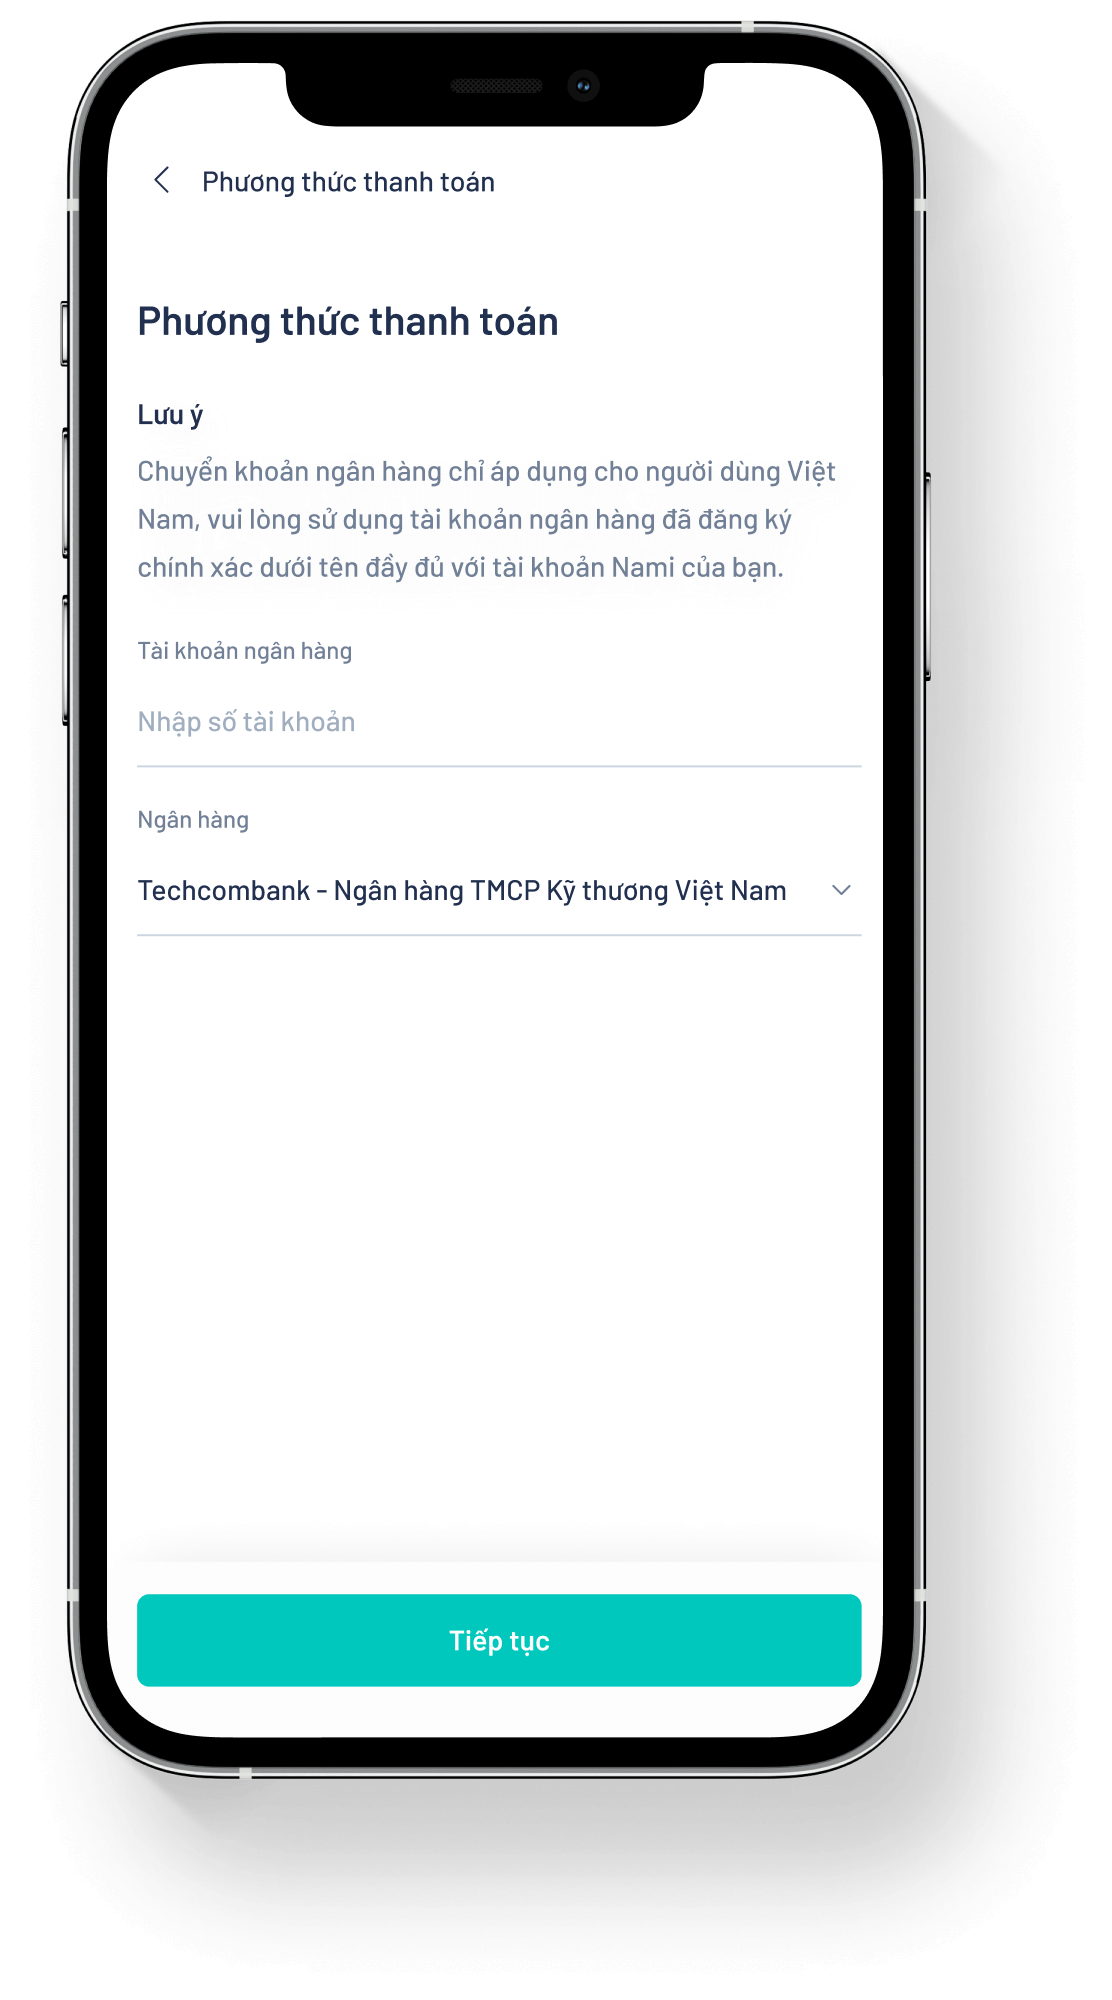 Phương thức thanh toán
Phương thức thanh toán
Lưu ý
Chuyển khoản ngân hàng chỉ áp dụng cho người dùng Việt
Nam, vui lòng sử dụng tài khoản ngân hàng đã đăng ký
chính xác dưới tên đầy đủ với tài khoản Nami của bạn.
Tài khoản ngân hàng
Nhập số tài khoản
Ngân hàng
Techcombank - Ngân hàng TMCP Kỹ thương Việt Nam
Tiếp tục